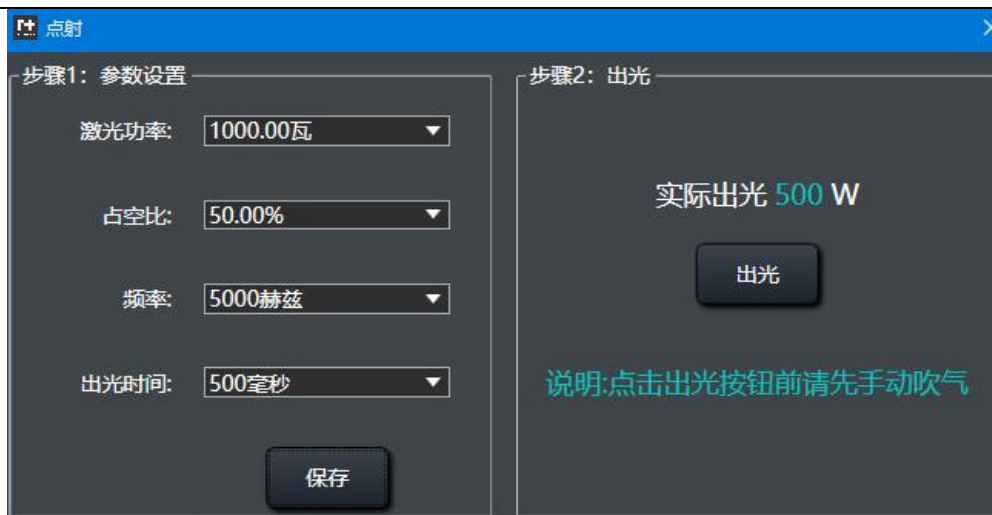 点射
步骤1：参数设置
激光功率:
1000.00瓦
占空比:
50.00%
频率:
5000赫兹
出光时间:
500毫秒
保存
步骤2：出光
实际出光 500 W
出光
说明:点击出光按钮前请先手动吹气